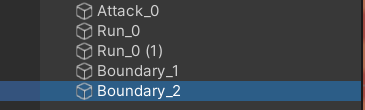 Attack_0
Run_0
Run_0 (1)
Boundary_1
Boundary_2